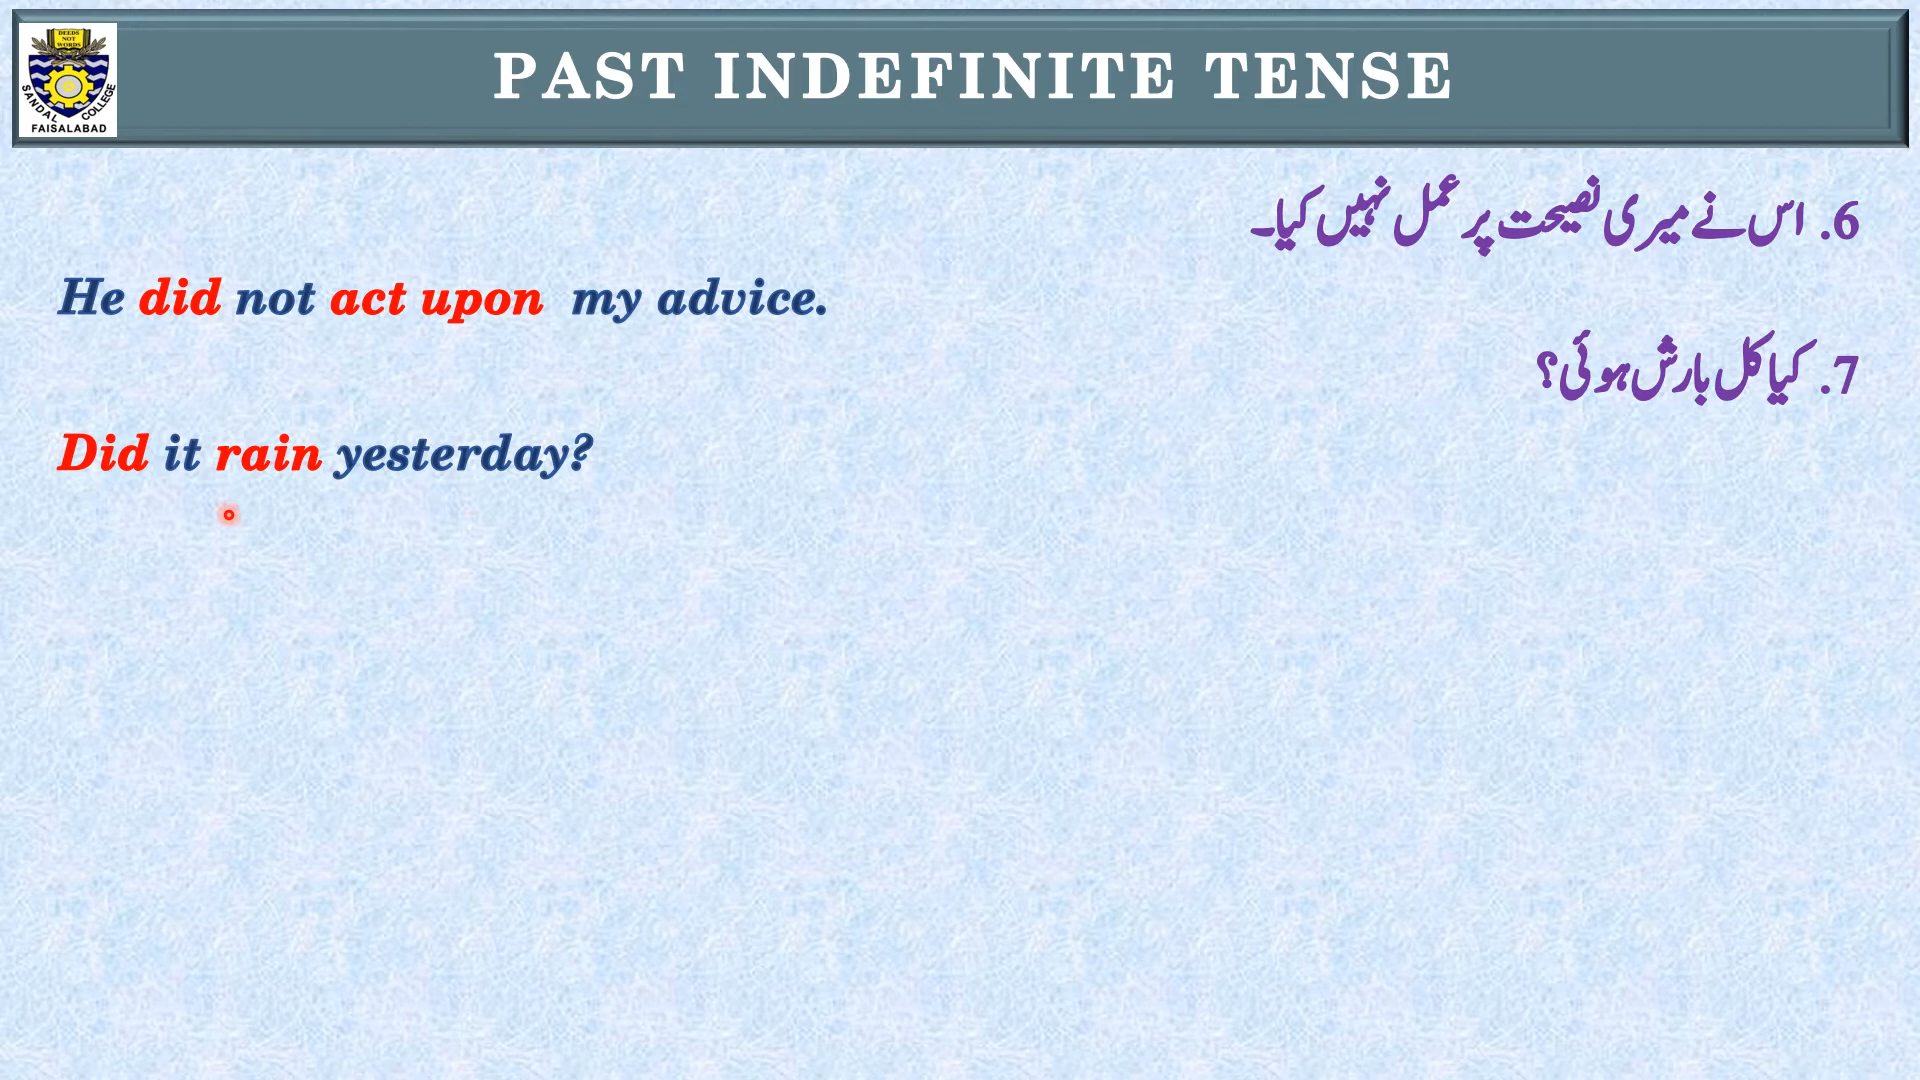 DEEDS
NOT
WORDS
SANDAL COLLEGE
FAISALABAD
PAST INDEFINITE TENSE
6. اس نے میری نصیحت پر عمل نہیں کیا۔
He did not act upon my advice.
7. کیا کل بارش ہوئی؟
Did it rain yesterday?